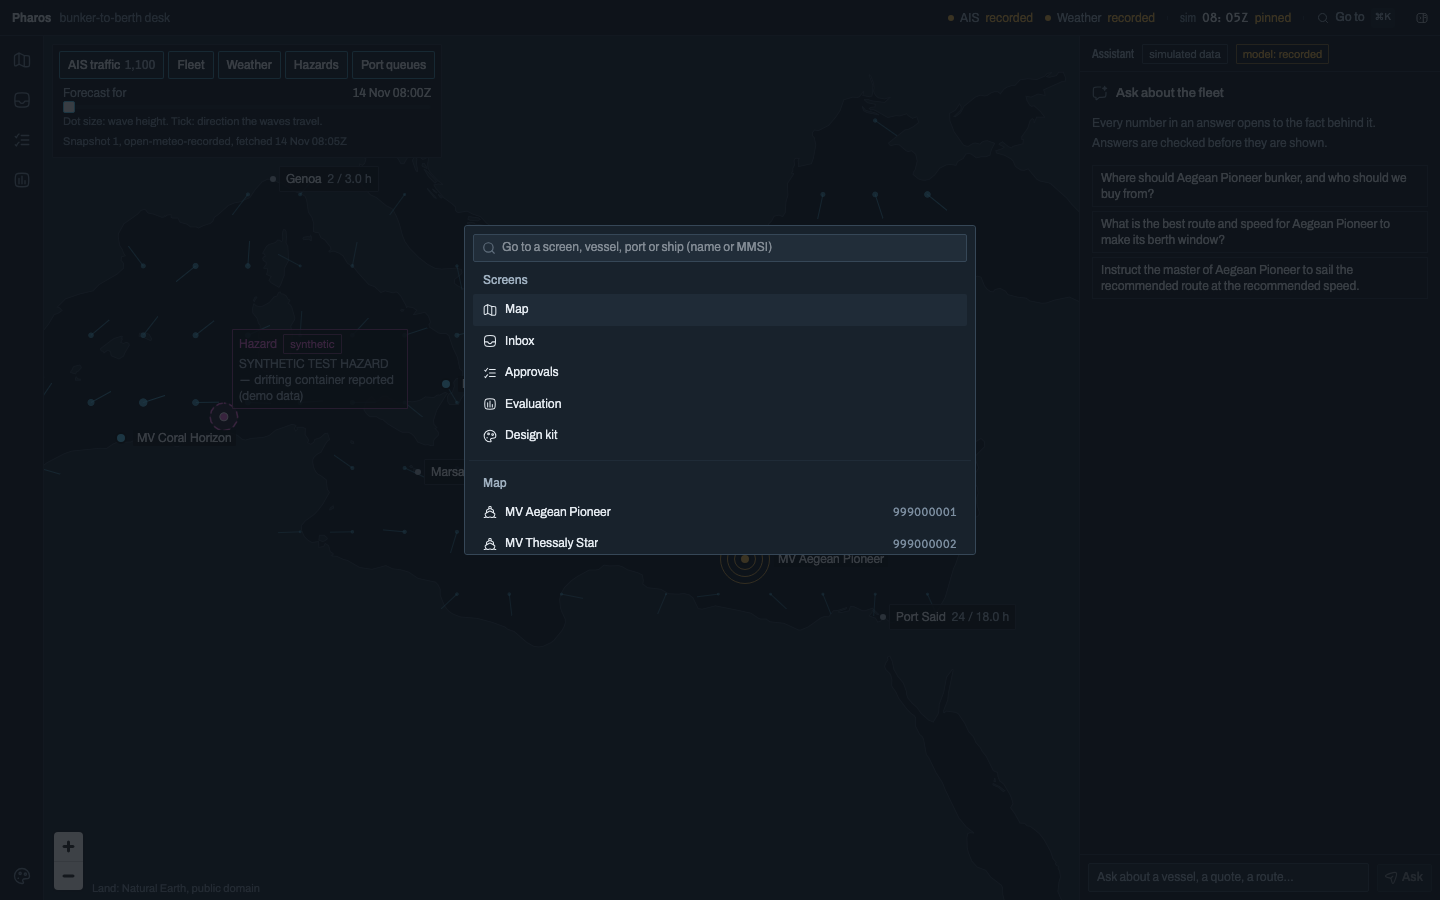 Pharos bunker-to-berth desk
AIS recorded Weather recorded sim 08:05Z pinned Go to ⌘K
AIS traffic 1,100 Fleet Weather Hazards Port queues
Forecast for 14 Nov 08:00Z
Dot size: wave height. Tick: direction the waves travel.
Snapshot 1, open-meteo-recorded, fetched 14 Nov 08:05Z
Genoa 2 / 3.0 h
Hazard synthetic
SYNTHETIC TEST HAZARD
— drifting container reported
(demo data)
MV Coral Horizon
Marsa
Go to a screen, vessel, port or ship (name or MMSI)
Screens
Map
Inbox
Approvals
Evaluation
Design kit
Map
MV Aegean Pioneer 999000001
MV Thessaly Star 999000002
MV Aegean Pioneer
Port Said 24 / 18.0 h
+
−
Land: Natural Earth, public domain
Assistant simulated data model: recorded
Ask about the fleet
Every number in an answer opens to the fact behind it.
Answers are checked before they are shown.
Where should Aegean Pioneer bunker, and who should we
buy from?
What is the best route and speed for Aegean Pioneer to
make its berth window?
Instruct the master of Aegean Pioneer to sail the
recommended route at the recommended speed.
Ask about a vessel, a quote, a route... Ask